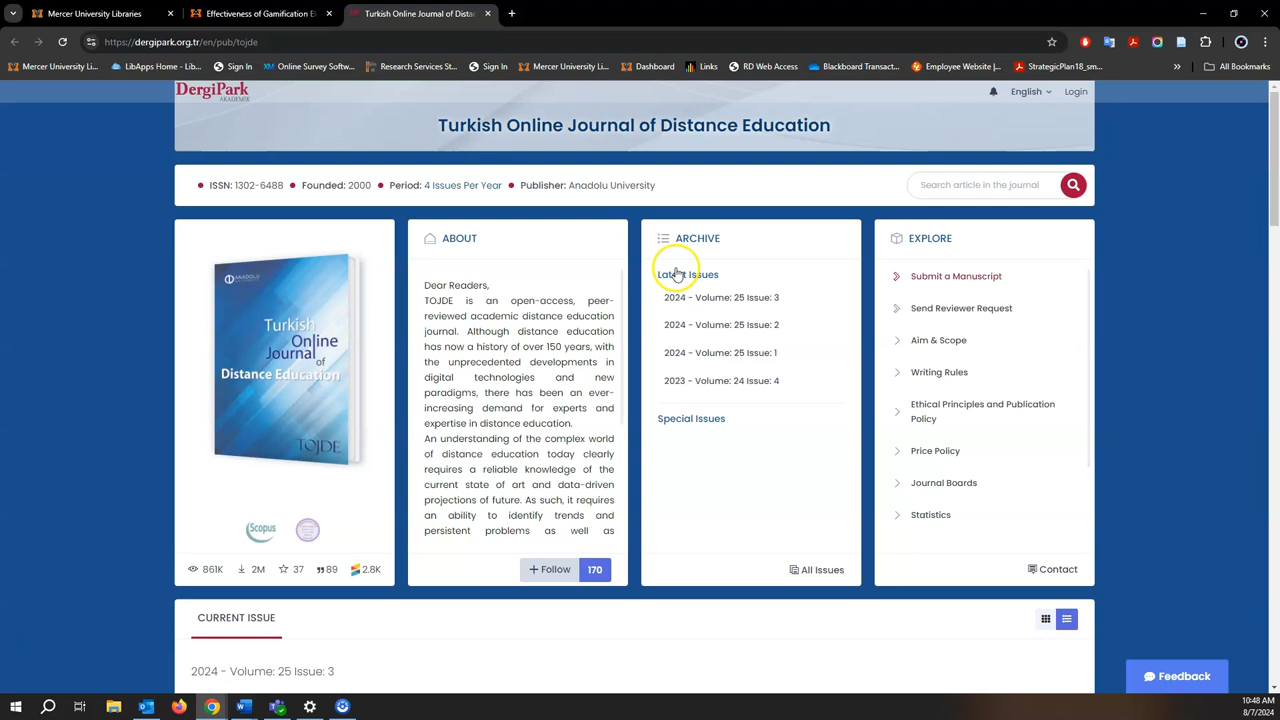 Mercer University Libraries
Effectiveness of Gamification E
Turkish Online Journal of Distan
https://dergipark.org.tr/en/pub/tojde
Mercer University Li...
LibApps Home - Lib...
Sign In
Online Survey Softw...
Research Services St...
Sign In
Mercer University Li...
Dashboard
Links
RD Web Access
Blackboard Transact...
Employee Website |...
StrategicPlan18_sm...
All Bookmarks
DergiPark
AKADEMİK
English
Login
Turkish Online Journal of Distance Education
ISSN: 1302-6488 Founded: 2000 Period: 4 Issues Per Year Publisher: Anadolu University
Search article in the journal
ANADOLU
Turkish
Online
Journal
of
Distance Education
TOJDE
Scopus
861K 2M 37 89 2.8K
ABOUT
Dear Readers,
TOJDE is an open-access, peer-
reviewed academic distance education
journal. Although distance education
has now a history of over 150 years, with
the unprecedented developments in
digital technologies and new
paradigms, there has been an ever-
increasing demand for experts and
expertise in distance education.
An understanding of the complex world
of distance education today clearly
requires a reliable knowledge of the
current state of art and data-driven
projections of future. As such, it requires
an ability to identify trends and
persistent problems as well as
+ Follow 170
ARCHIVE
Latest Issues
2024 - Volume: 25 Issue: 3
2024 - Volume: 25 Issue: 2
2024 - Volume: 25 Issue: 1
2023 - Volume: 24 Issue: 4
Special Issues
All Issues
EXPLORE
Submit a Manuscript
Send Reviewer Request
Aim & Scope
Writing Rules
Ethical Principles and Publication
Policy
Price Policy
Journal Boards
Statistics
Contact
CURRENT ISSUE
2024 - Volume: 25 Issue: 3
Feedback
10:48 AM
8/7/2024